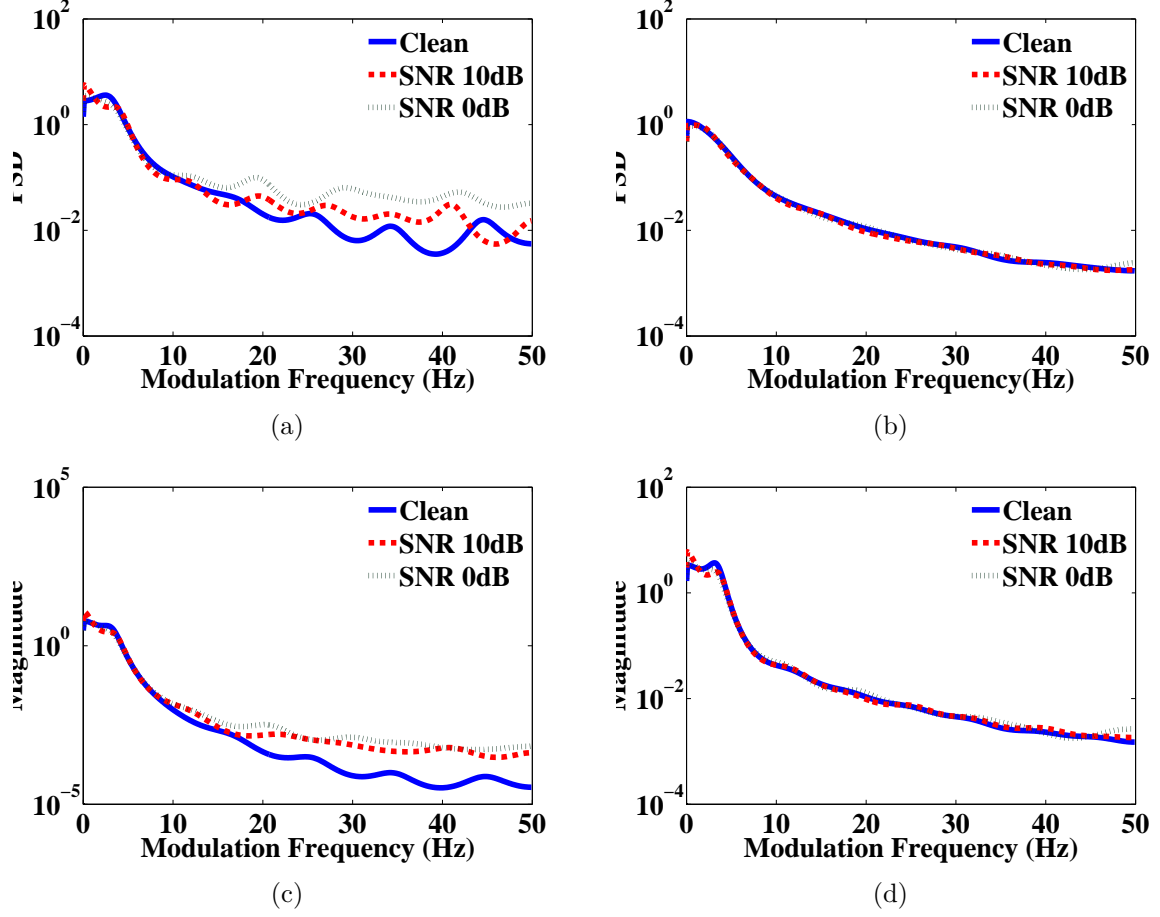 10^2
Clean
SNR 10dB
SNR 0dB
10^0
10^-2
10^-4
PSD
0 10 20 30 40 50
Modulation Frequency (Hz)
(a)
10^2
Clean
SNR 10dB
SNR 0dB
10^0
10^-2
10^-4
PSD
0 10 20 30 40 50
Modulation Frequency(Hz)
(b)
10^5
Clean
SNR 10dB
SNR 0dB
10^0
10^-5
Magnitude
0 10 20 30 40 50
Modulation Frequency (Hz)
(c)
10^2
Clean
SNR 10dB
SNR 0dB
10^0
10^-2
10^-4
Magnitude
0 10 20 30 40 50
Modulation Frequency (Hz)
(d)